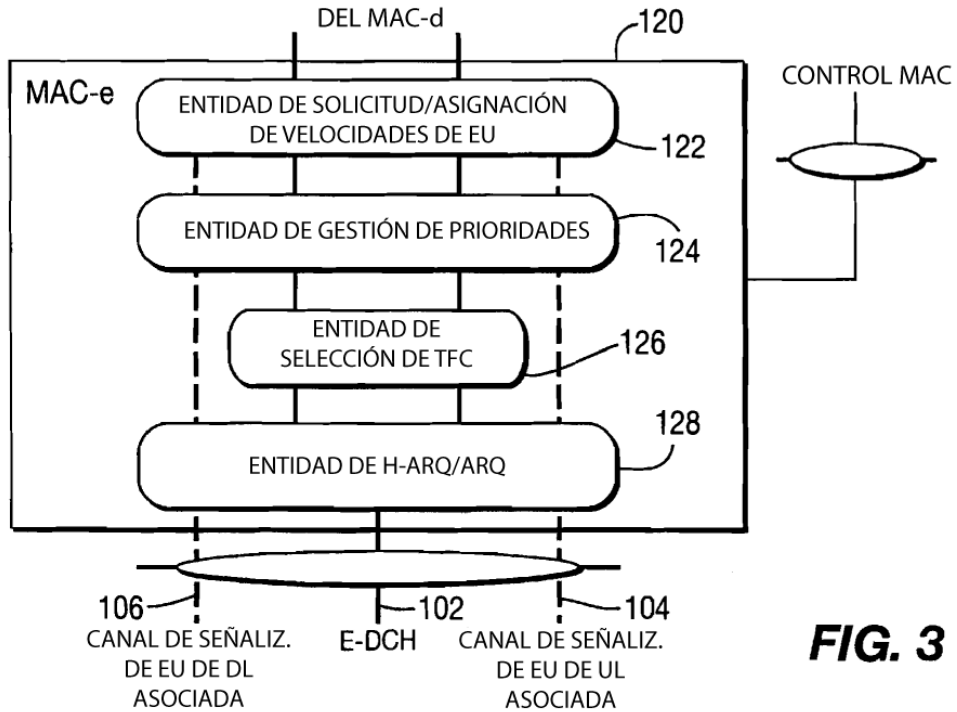 DEL MAC-d
120
MAC-e
CONTROL MAC
ENTIDAD DE SOLICITUD/ASIGNACIÓN
DE VELOCIDADES DE EU
122
ENTIDAD DE GESTIÓN DE PRIORIDADES
124
ENTIDAD DE
SELECCIÓN DE TFC
126
128
ENTIDAD DE H-ARQ/ARQ
106
102
104
CANAL DE SEÑALIZ.
DE EU DE DL
ASOCIADA
E-DCH
CANAL DE SEÑALIZ.
DE EU DE UL
ASOCIADA
FIG. 3